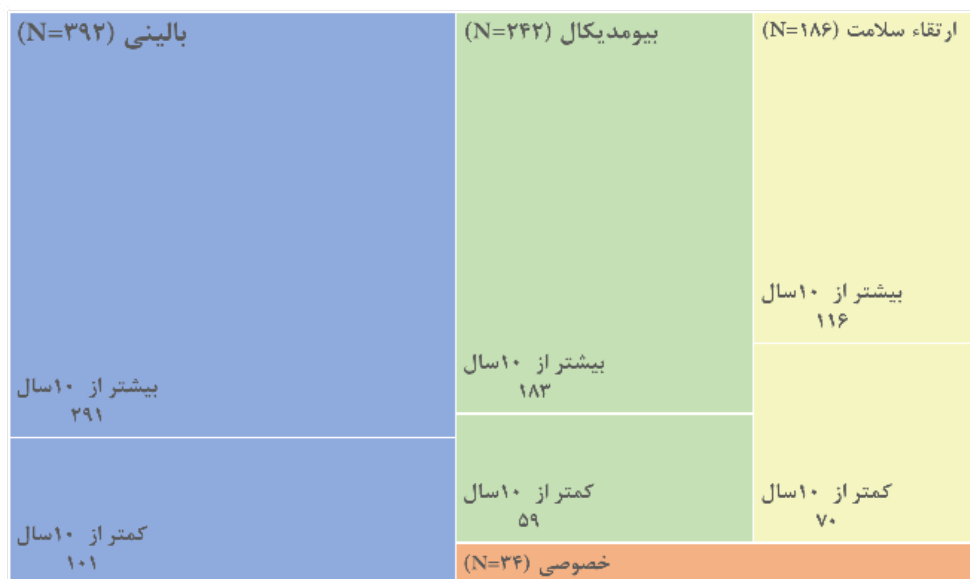 بالینی (N=۳۹۲)
بیشتر از ۱۰سال
۲۹۱
کمتر از ۱۰سال
۱۰۱
بیومدیکال (N=۲۴۲)
بیشتر از ۱۰سال
۱۸۳
کمتر از ۱۰سال
۵۹
ارتقاء سلامت (N=۱۸۶)
بیشتر از ۱۰سال
۱۱۶
کمتر از ۱۰سال
۷۰
خصوصی (N=۳۴)